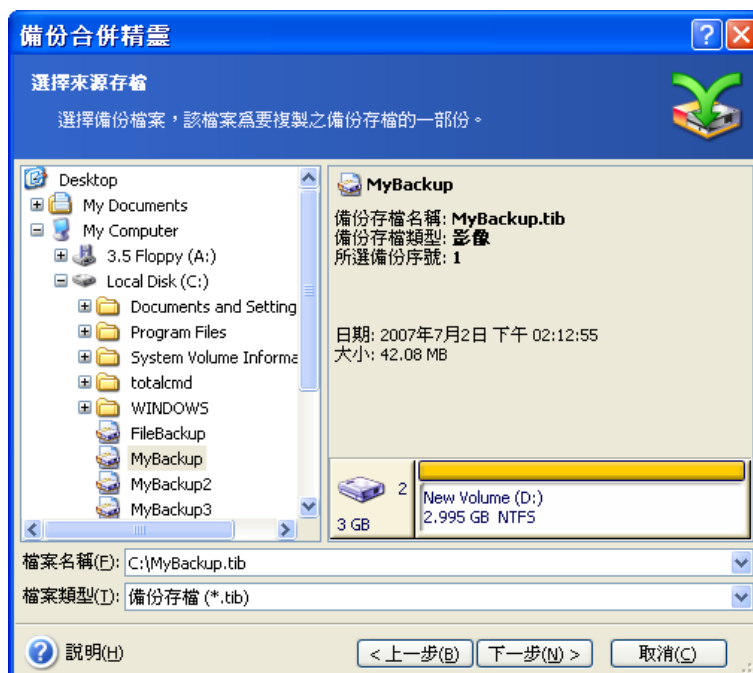 備份合併精靈
選擇來源存檔
選擇備份檔案，該檔案爲要複製之備份存檔的一部份。
Desktop
My Documents
My Computer
3.5 Floppy (A:)
Local Disk (C:)
Documents and Setting
Program Files
System Volume Informa
totalcmd
WINDOWS
FileBackup
MyBackup
MyBackup2
MyBackup3
MyBackup
備份存檔名稱: MyBackup.tib
備份存檔類型: 影像
所選備份序號: 1
日期: 2007年7月2日 下午 02:12:55
大小: 42.08 MB
2
3 GB
New Volume (D:)
2.995 GB NTFS
檔案名稱(F): C:\MyBackup.tib
檔案類型(T): 備份存檔 (*.tib)
說明(H)
< 上一步(B)
下一步(N) >
取消(C)